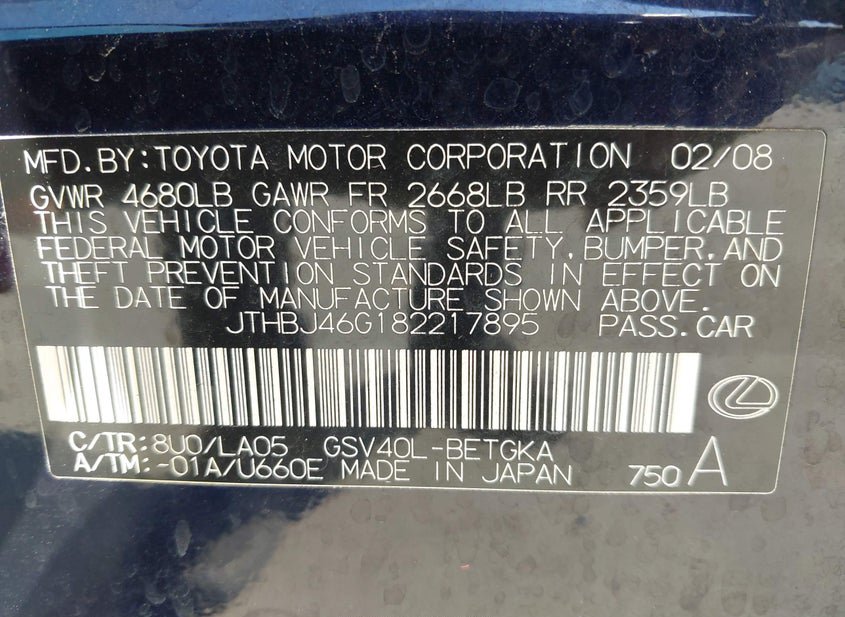 MFD.BY:TOYOTA MOTOR CORPORATION 02/08
GVWR 4680LB GAWR FR 2668LB RR 2359LB
THIS VEHICLE CONFORMS TO ALL APPLICABLE
FEDERAL MOTOR VEHICLE SAFETY,BUMPER,AND
THEFT PREVENTION STANDARDS IN EFFECT ON
THE DATE OF MANUFACTURE SHOWN ABOVE.
JTHBJ46G182217895 PASS.CAR
C/TR:8U0/LA05 GSV40L-BETGKA
A/TM:-01A/U660E MADE IN JAPAN 750 A